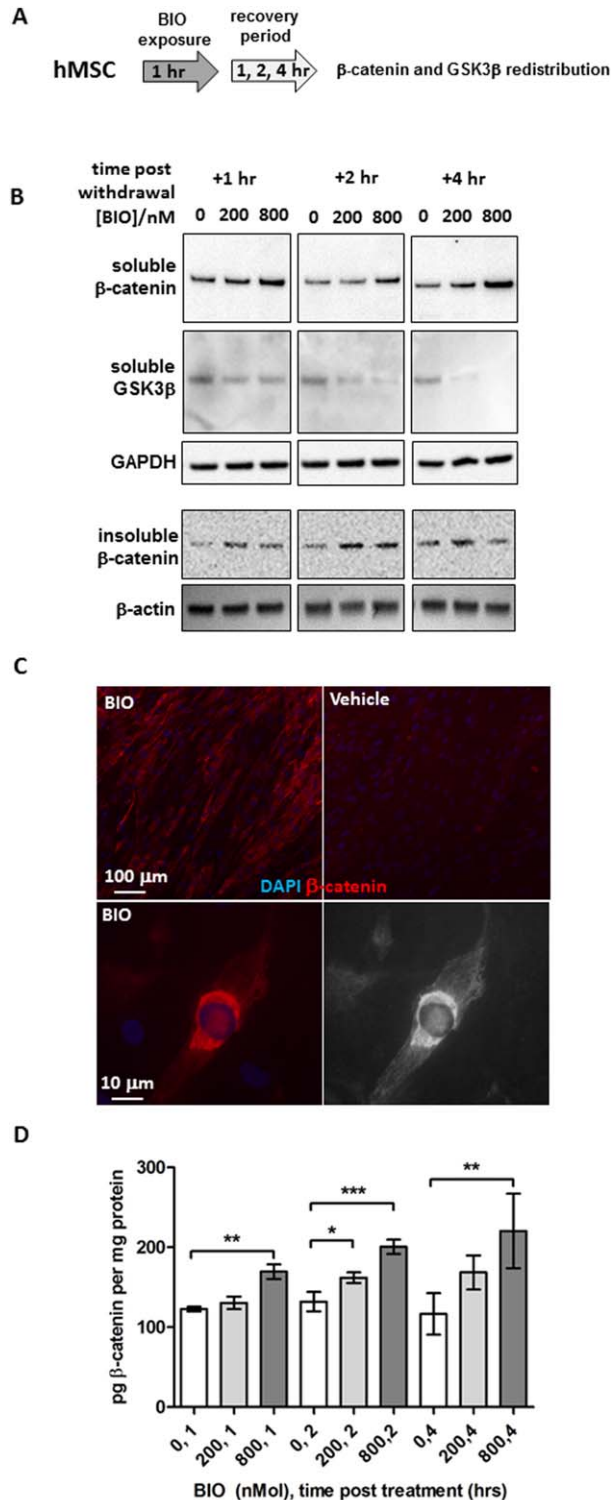 A
BIO
exposure
recovery
period
hMSC
1 hr
1, 2, 4 hr
β-catenin and GSK3β redistribution
B
time post
withdrawal
+1 hr
+2 hr
+4 hr
[BIO]/nM
0 200 800
0 200 800
0 200 800
soluble
β-catenin
soluble
GSK3β
GAPDH
insoluble
β-catenin
β-actin
C
BIO
Vehicle
100 µm
DAPI β-catenin
BIO
10 µm
D
pg β-catenin per mg protein
300
200
100
0
**
*
***
**
0, 1
200, 1
800, 1
0, 2
200, 2
800,2
0,4
200,4
800,4
BIO (nMol), time post treatment (hrs)